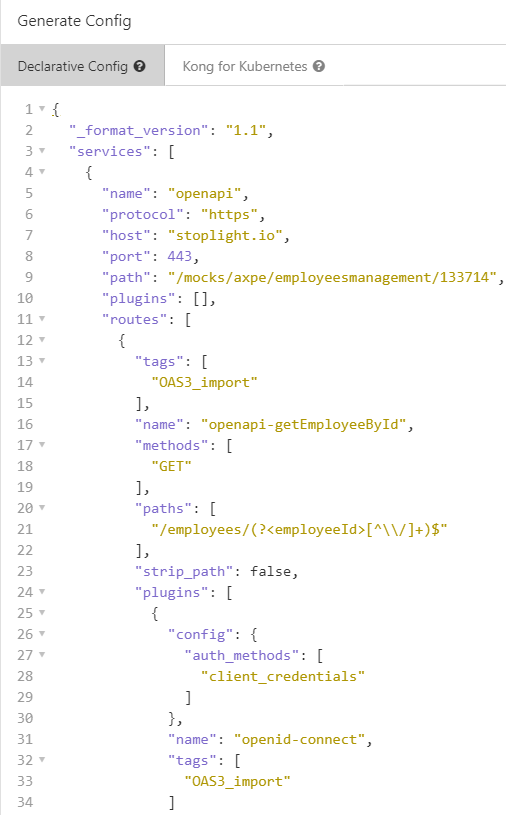 Generate Config
Declarative Config ?
Kong for Kubernetes ?
1 {
2 "_format_version": "1.1",
3 "services": [
4 {
5 "name": "openapi",
6 "protocol": "https",
7 "host": "stoplight.io",
8 "port": 443,
9 "path": "/mocks/axpe/employeesmanagement/133714",
10 "plugins": [],
11 "routes": [
12 {
13 "tags": [
14 "OAS3_import"
15 ],
16 "name": "openapi-getEmployeeById",
17 "methods": [
18 "GET"
19 ],
20 "paths": [
21 "/employees/(?<employeeId>[^\\/]+)$"
22 ],
23 "strip_path": false,
24 "plugins": [
25 {
26 "config": {
27 "auth_methods": [
28 "client_credentials"
29 ]
30 },
31 "name": "openid-connect",
32 "tags": [
33 "OAS3_import"
34 ]